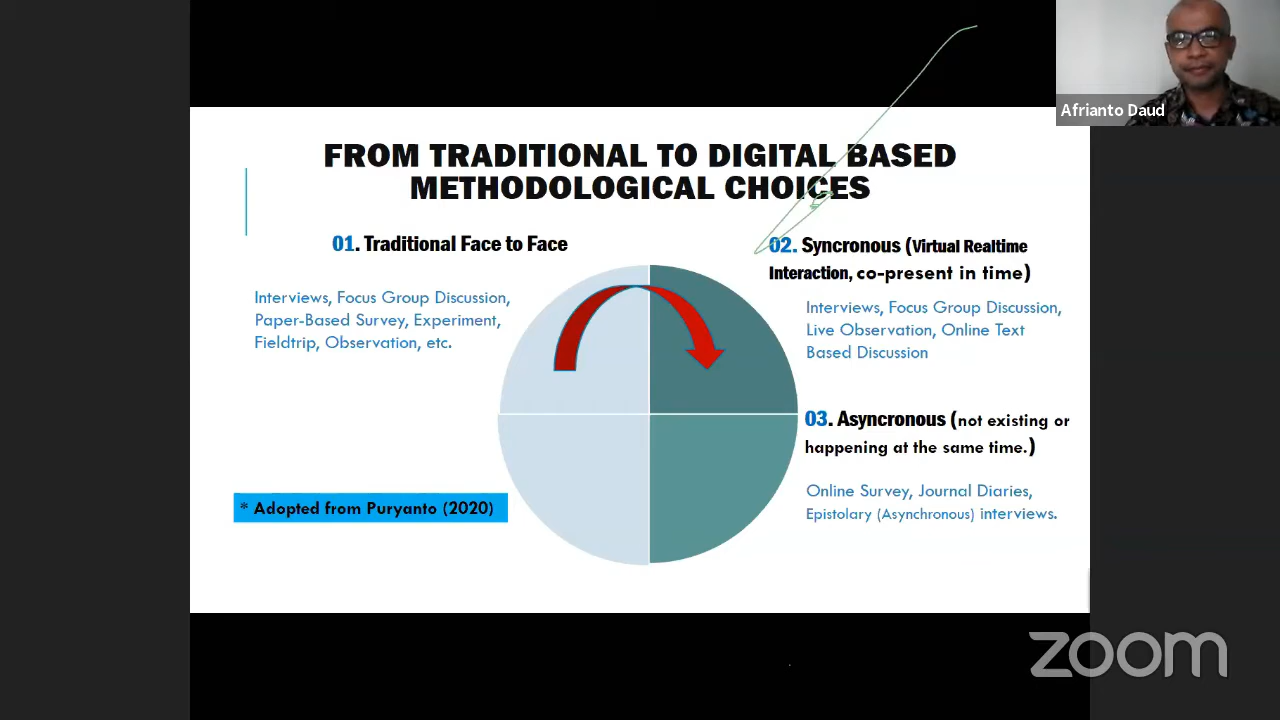 Afrianto Daud
FROM TRADITIONAL TO DIGITAL BASED
METHODOLOGICAL CHOICES
01. Traditional Face to Face
Interviews, Focus Group Discussion,
Paper-Based Survey, Experiment,
Fieldtrip, Observation, etc.
02. Syncronous (Virtual Realtime
Interaction, co-present in time)
Interviews, Focus Group Discussion,
Live Observation, Online Text
Based Discussion
03. Asyncronous (not existing or
happening at the same time.)
Online Survey, Journal Diaries,
Epistolary (Asynchronous) interviews.
* Adopted from Puryanto (2020)
zoom